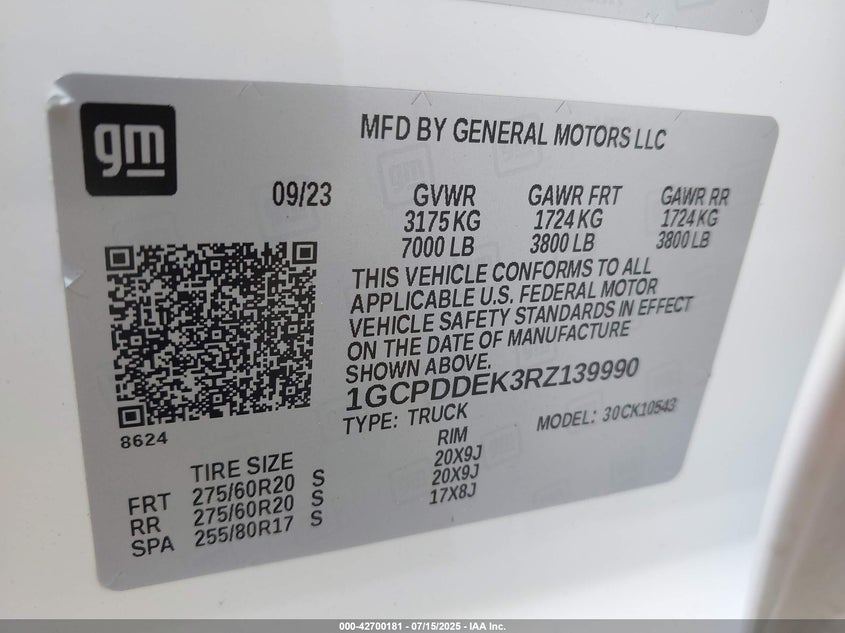 gm
MFD BY GENERAL MOTORS LLC
09/23
GVWR GAWR FRT GAWR RR
3175 KG 1724 KG 1724 KG
7000 LB 3800 LB 3800 LB
THIS VEHICLE CONFORMS TO ALL
APPLICABLE U.S. FEDERAL MOTOR
VEHICLE SAFETY STANDARDS IN EFFECT
ON THE DATE OF MANUFACTURE
SHOWN ABOVE.
1GCPDDEK3RZ139990
TYPE: TRUCK MODEL: 30CK10543
8624
TIRE SIZE RIM
FRT 275/60R20 S 20X9J
RR 275/60R20 S 20X9J
SPA 255/80R17 S 17X8J
000-42700181 - 07/15/2025 - IAA Inc.